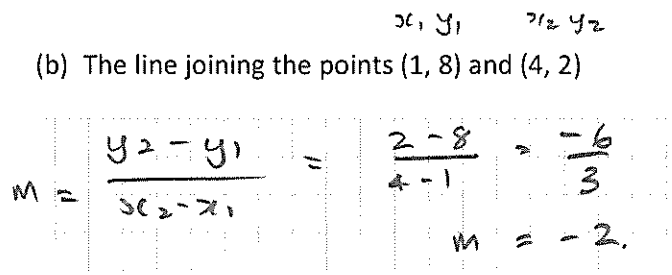 x₁ y₁ x₂ y₂
(b) The line joining the points (1, 8) and (4, 2)
m = (y₂ - y₁)/(x₂ - x₁) = (2 - 8)/(4 - 1) = -6/3
m = -2.